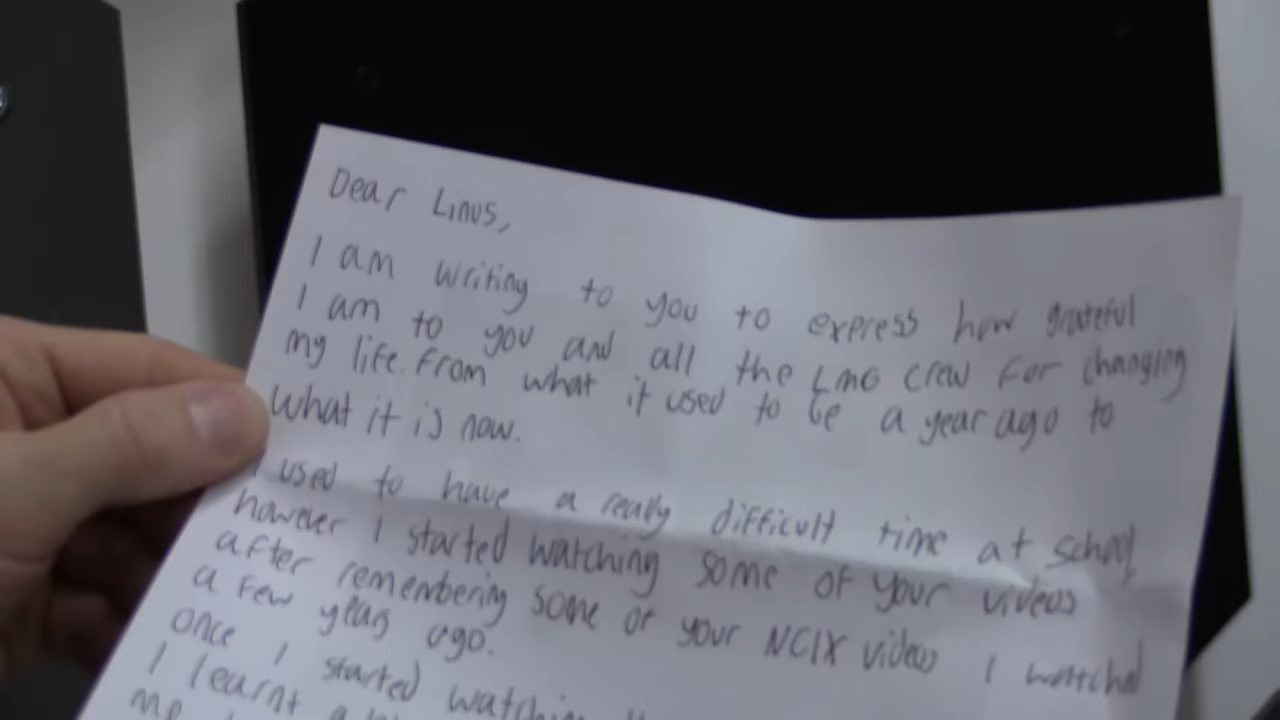 Dear Linus,
I am writing to you to express how grateful
I am to you and all the LMG crew for changing
my life from what it used to be a year ago to
what it is now.
I used to have a really difficult time at school,
however I started watching some of your videos
after remembering some of your NCIX videos I watched
a few years ago.
once I started watching
I learnt a
me